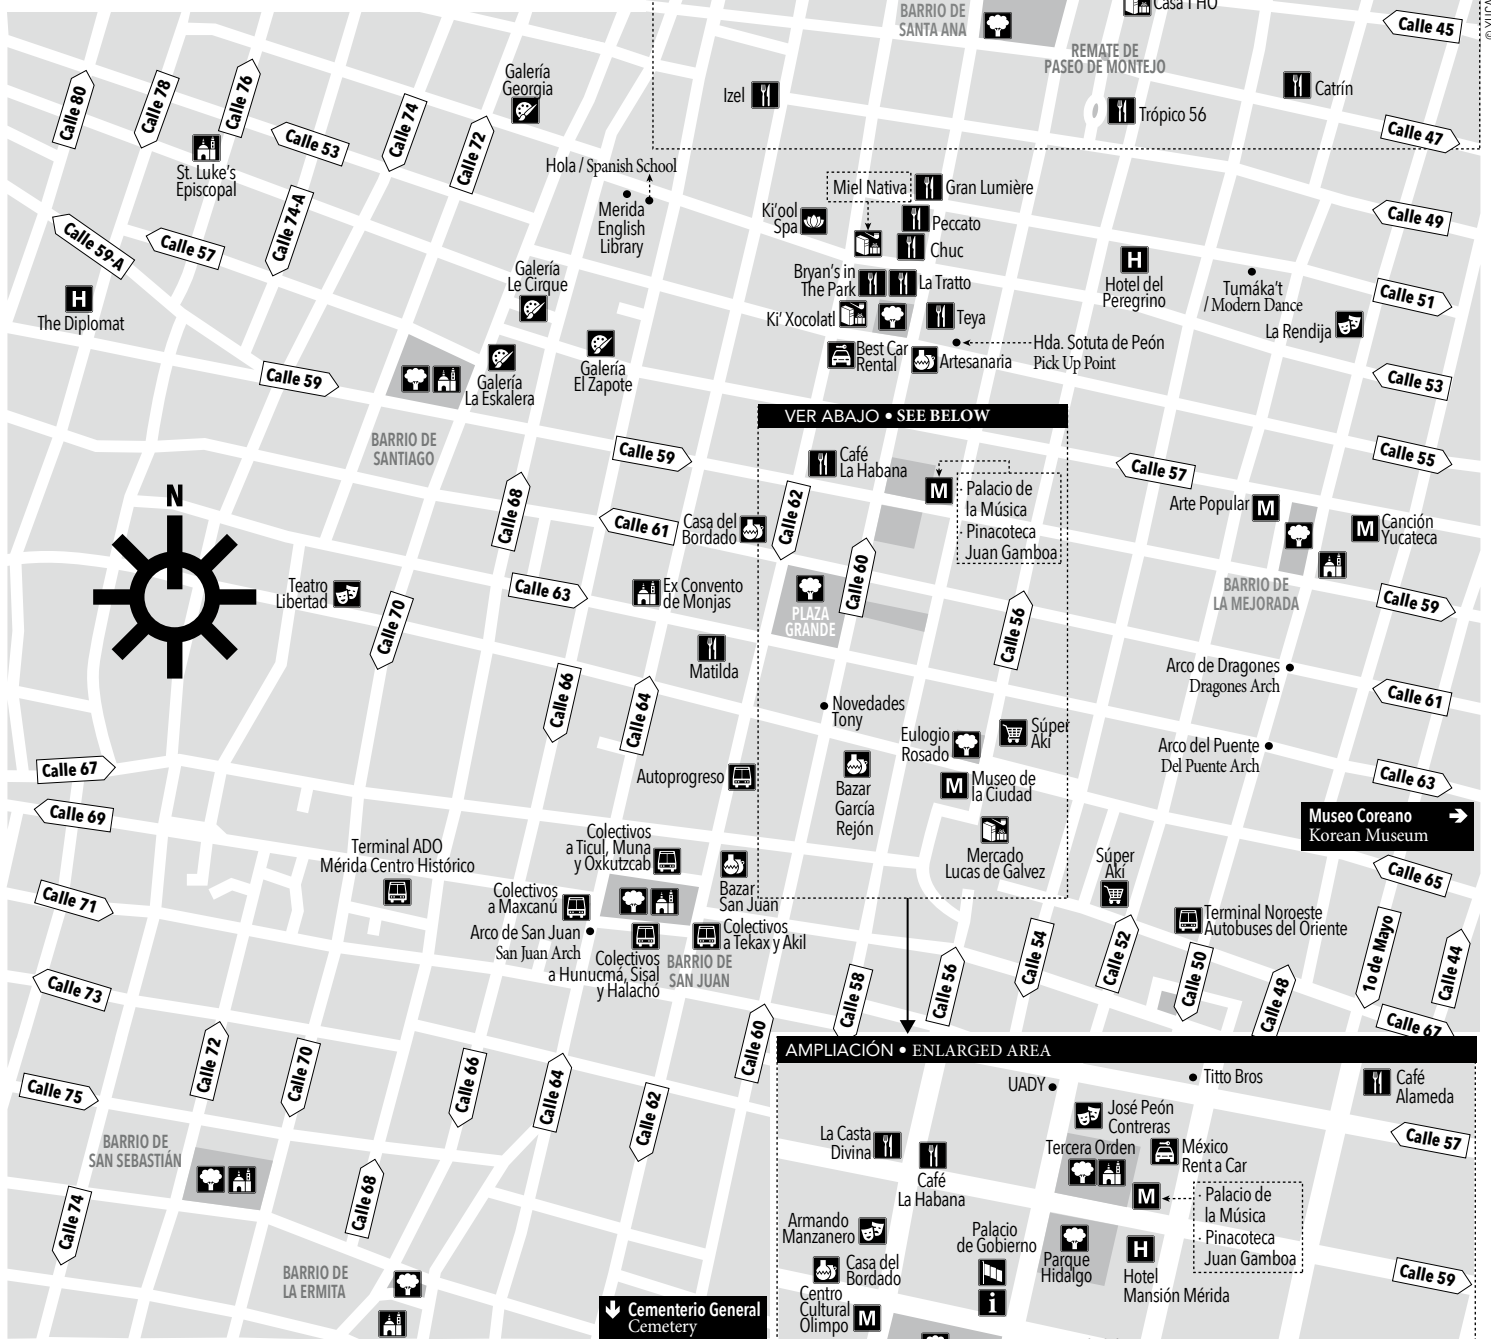 BARRIO DE
SANTA ANA
Calle 45
REMATE DE
PASEO DE MONTEJO
Izel
Catrín
Trópico 56
Calle 47
Galería
Georgia
Calle 80
Calle 78
Calle 76
Calle 53
Calle 74
Calle 72
St. Luke's
Episcopal
Hola / Spanish School
Merida
English
Library
Miel Nativa
Gran Lumière
Ki'ool
Spa
Peccato
Chuc
Calle 49
Calle 59-A
Calle 57
Calle 74-A
Galería
Le Cirque
Bryan's in
The Park
La Tratto
Hotel del
Peregrino
Tumáka't
/ Modern Dance
Calle 51
The Diplomat
Ki' Xocolatl
Teya
La Rendija
Best Car
Rental
Artesanaria
Hda. Sotuta de Peón
Pick Up Point
Galería
El Zapote
Galería
La Eskalera
Calle 59
Calle 53
BARRIO DE
SANTIAGO
VER ABAJO • SEE BELOW
Calle 59
Café
La Habana
Calle 57
Calle 55
N
Calle 68
Calle 61
Casa del
Bordado
Calle 62
Palacio de
la Música
· Pinacoteca
Juan Gamboa
Arte Popular
Canción
Yucateca
Teatro
Libertad
Calle 63
Ex Convento
de Monjas
PLAZA
GRANDE
Calle 60
Calle 56
BARRIO DE
LA MEJORADA
Calle 59
Calle 70
Matilda
Arco de Dragones
Dragones Arch
Calle 66
Calle 64
Novedades
Tony
Calle 61
Eulogio
Rosado
Súper
Akí
Arco del Puente
Del Puente Arch
Calle 67
Autoprogreso
Bazar
García
Rejón
Museo de
la Ciudad
Calle 63
Calle 69
Museo Coreano
Korean Museum
Terminal ADO
Mérida Centro Histórico
Colectivos
a Ticul, Muna
y Oxkutzcab
Mercado
Lucas de Galvez
Súper
Akí
Calle 65
Colectivos
a Maxcanú
Bazar
San Juan
Calle 71
Arco de San Juan
San Juan Arch
Colectivos
a Tekax y Akil
Terminal Noroeste
Autobuses del Oriente
Colectivos
a Hunucmá, Sisal
y Halachó
BARRIO DE
SAN JUAN
Calle 73
Calle 58
Calle 56
Calle 54
Calle 52
Calle 50
Calle 48
1o de Mayo
Calle 44
Calle 67
Calle 72
Calle 70
Calle 66
Calle 64
Calle 62
Calle 60
AMPLIACIÓN • ENLARGED AREA
Calle 75
UADY
Titto Bros
Café
Alameda
José Peón
Contreras
La Casta
Divina
Calle 57
BARRIO DE
SAN SEBASTIÁN
Tercera Orden
México
Rent a Car
Café
La Habana
· Palacio de
la Música
· Pinacoteca
Juan Gamboa
Calle 74
Calle 68
Armando
Manzanero
Palacio
de Gobierno
Parque
Hidalgo
Hotel
Mansión Mérida
Casa del
Bordado
Calle 59
BARRIO DE
LA ERMITA
Centro
Cultural
Olimpo
Cementerio General
Cemetery